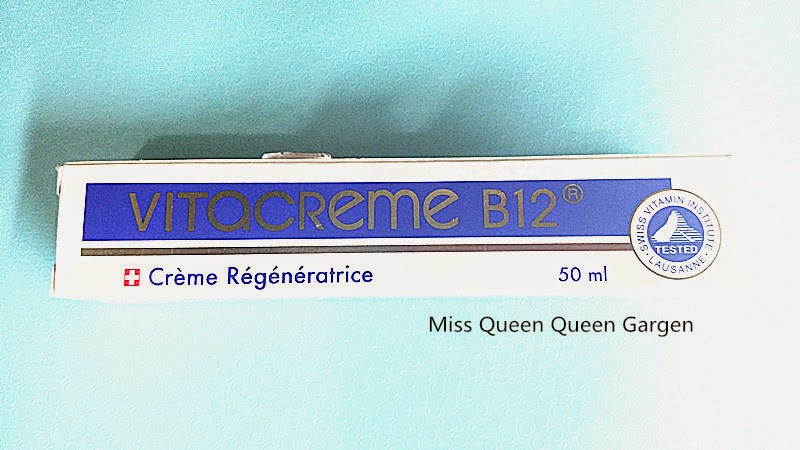 VITACREME B12®
Crème Régénératrice
50 ml
SWISS VITAMIN INSTITUTE
TESTED
· LAUSANNE ·
Miss Queen Queen Gargen